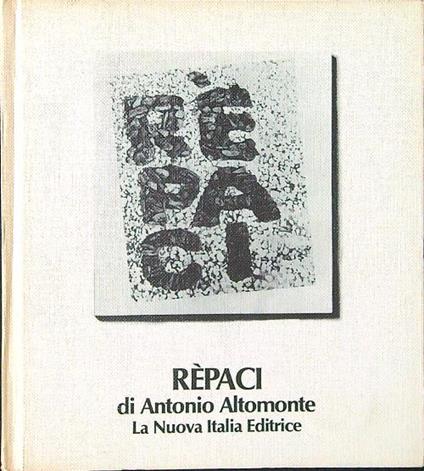 RÈ
PA
CI
RÈPACI
di Antonio Altomonte
La Nuova Italia Editrice